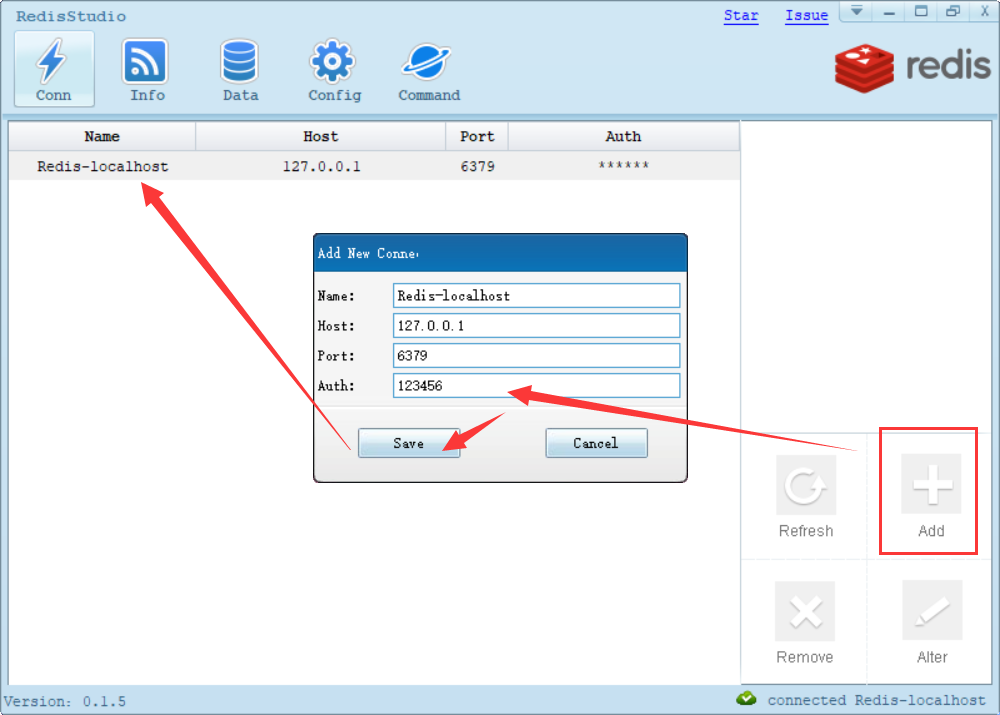 RedisStudio Star Issue
Conn Info Data Config Command
redis
Name Host Port Auth
Redis-localhost 127.0.0.1 6379 ******
Add New Conne
Name: Redis-localhost
Host: 127.0.0.1
Port: 6379
Auth: 123456
Save Cancel
Refresh Add
Remove Alter
Version: 0.1.5 connected Redis-localhost